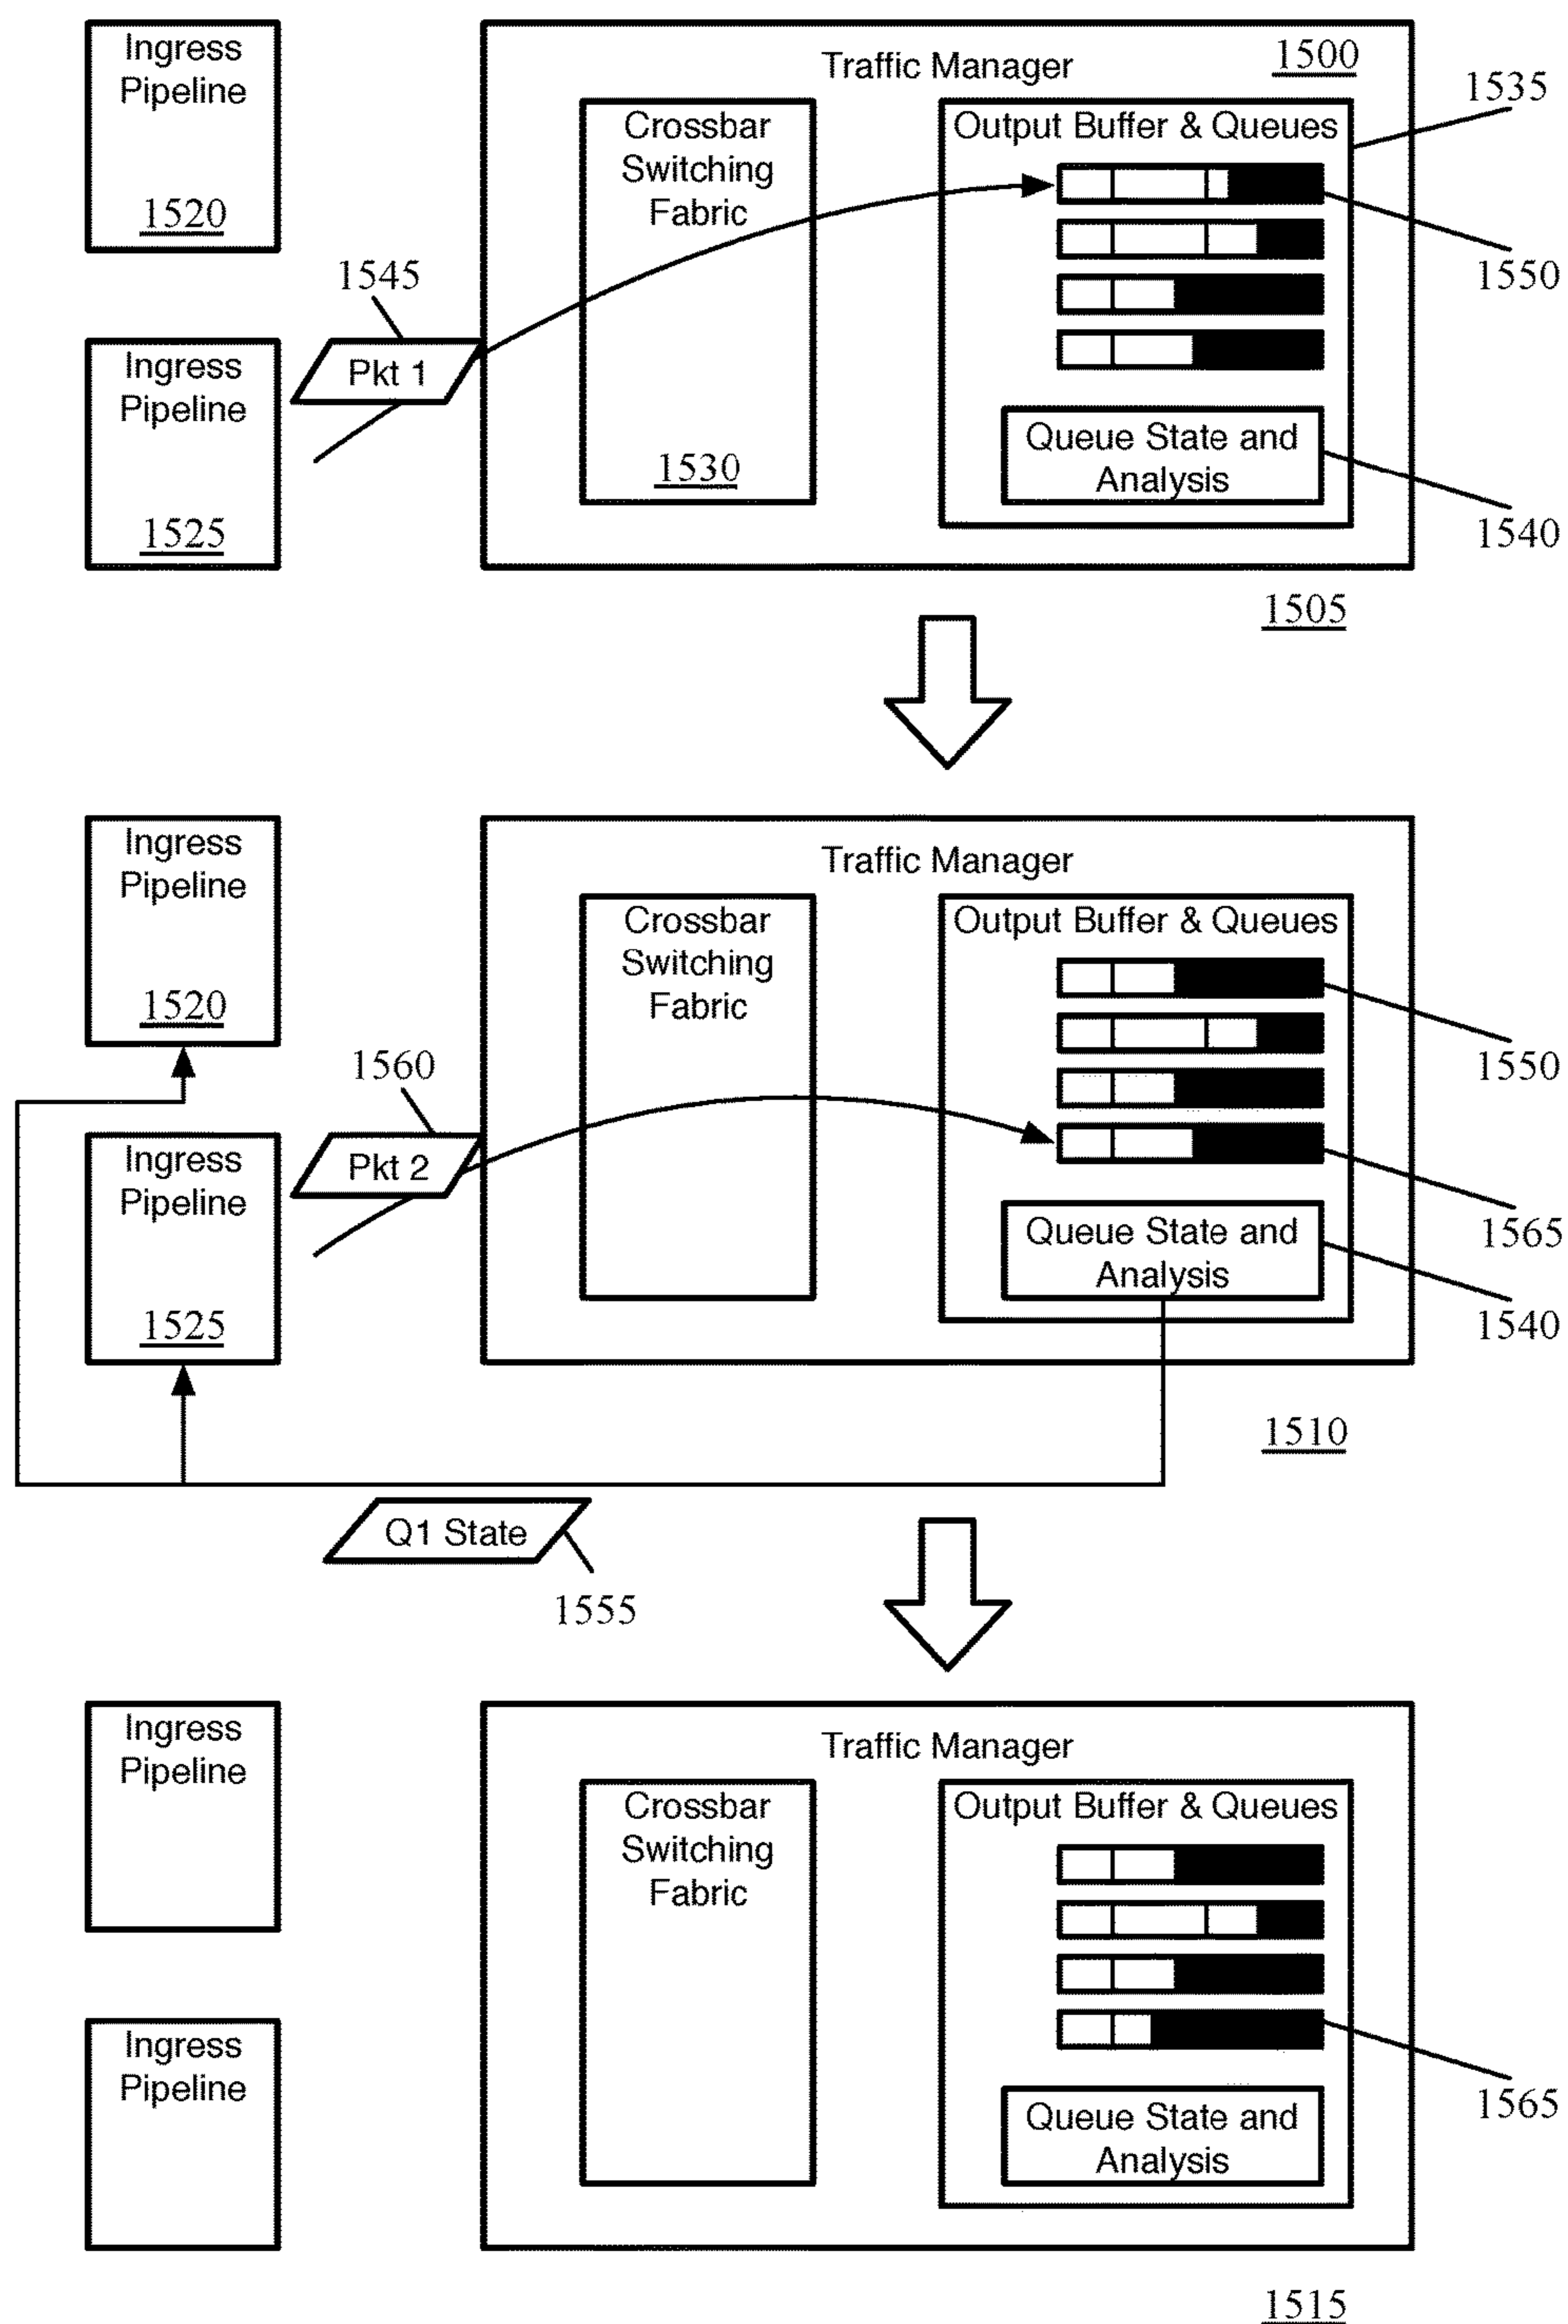 Ingress
Pipeline
1520
Traffic Manager
1500
1535
Crossbar
Switching
Fabric
1530
Output Buffer & Queues
1550
1545
Pkt 1
Ingress
Pipeline
1525
Queue State and
Analysis
1540
1505
Ingress
Pipeline
1520
Traffic Manager
Crossbar
Switching
Fabric
Output Buffer & Queues
1550
1560
Pkt 2
Ingress
Pipeline
1525
1565
Queue State and
Analysis
1540
1510
Q1 State
1555
Ingress
Pipeline
Traffic Manager
Crossbar
Switching
Fabric
Output Buffer & Queues
Ingress
Pipeline
1565
Queue State and
Analysis
1515